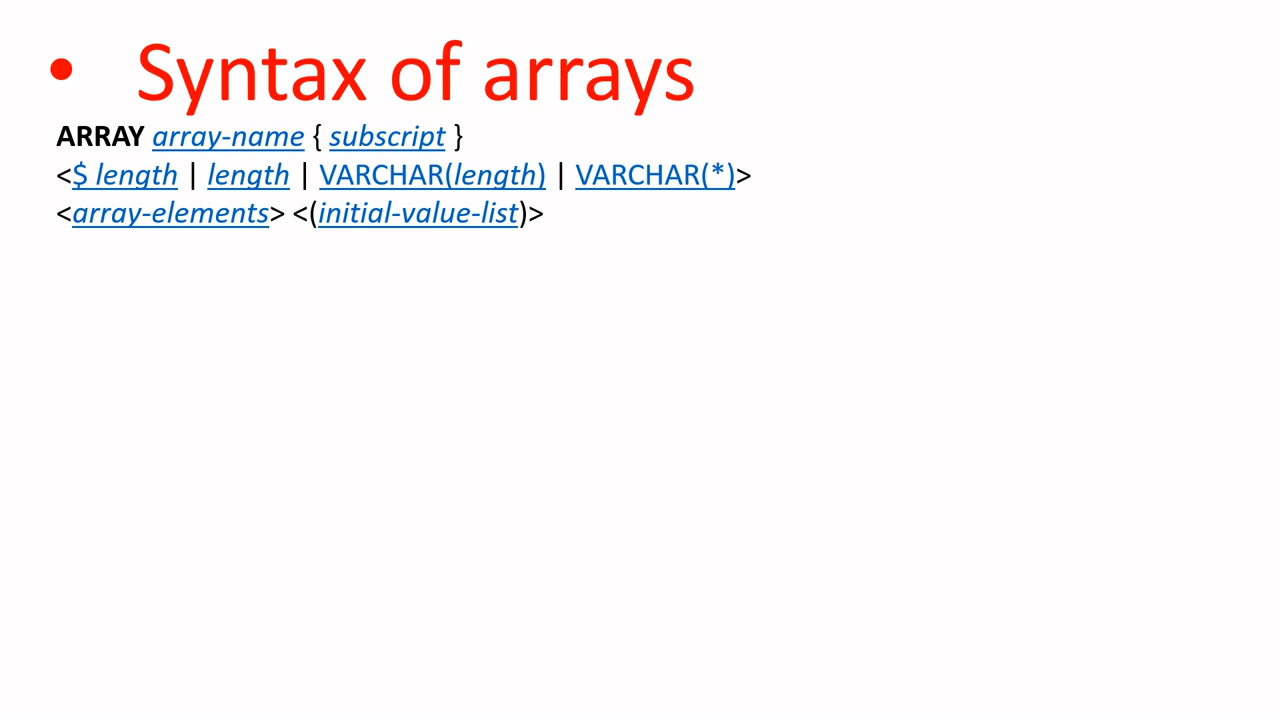 • Syntax of arrays
ARRAY array-name { subscript }
<$ length | length | VARCHAR(length) | VARCHAR(*)>
<array-elements> <(initial-value-list)>